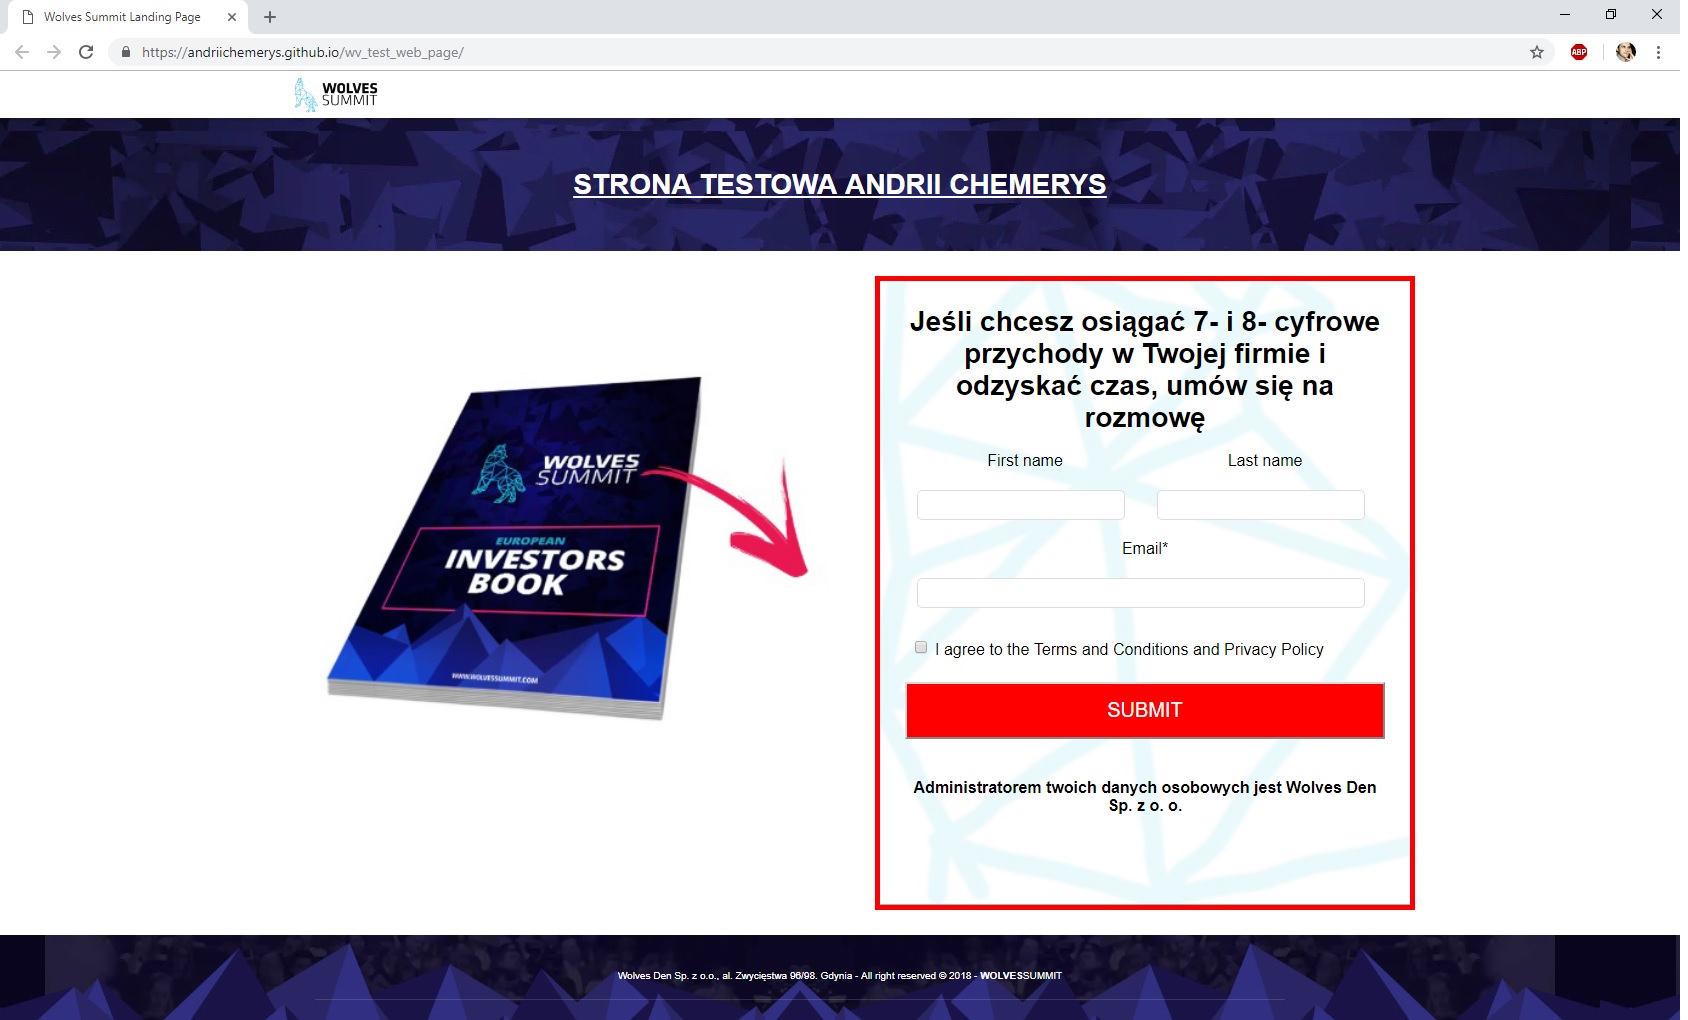 Wolves Summit Landing Page
https://andriichemerys.github.io/wv_test_web_page/
ABP
WOLVES
SUMMIT
STRONA TESTOWA ANDRII CHEMERYS
WOLVES
SUMMIT
EUROPEAN
INVESTORS
BOOK
WWW.WOLVESSUMMIT.COM
Jeśli chcesz osiągać 7- i 8- cyfrowe
przychody w Twojej firmie i
odzyskać czas, umów się na
rozmowę
First name
Last name
Email*
I agree to the Terms and Conditions and Privacy Policy
SUBMIT
Administratorem twoich danych osobowych jest Wolves Den
Sp. z o. o.
Wolves Den Sp. z o.o., al. Zwycięstwa 96/98. Gdynia - All right reserved © 2018 - WOLVESSUMMIT